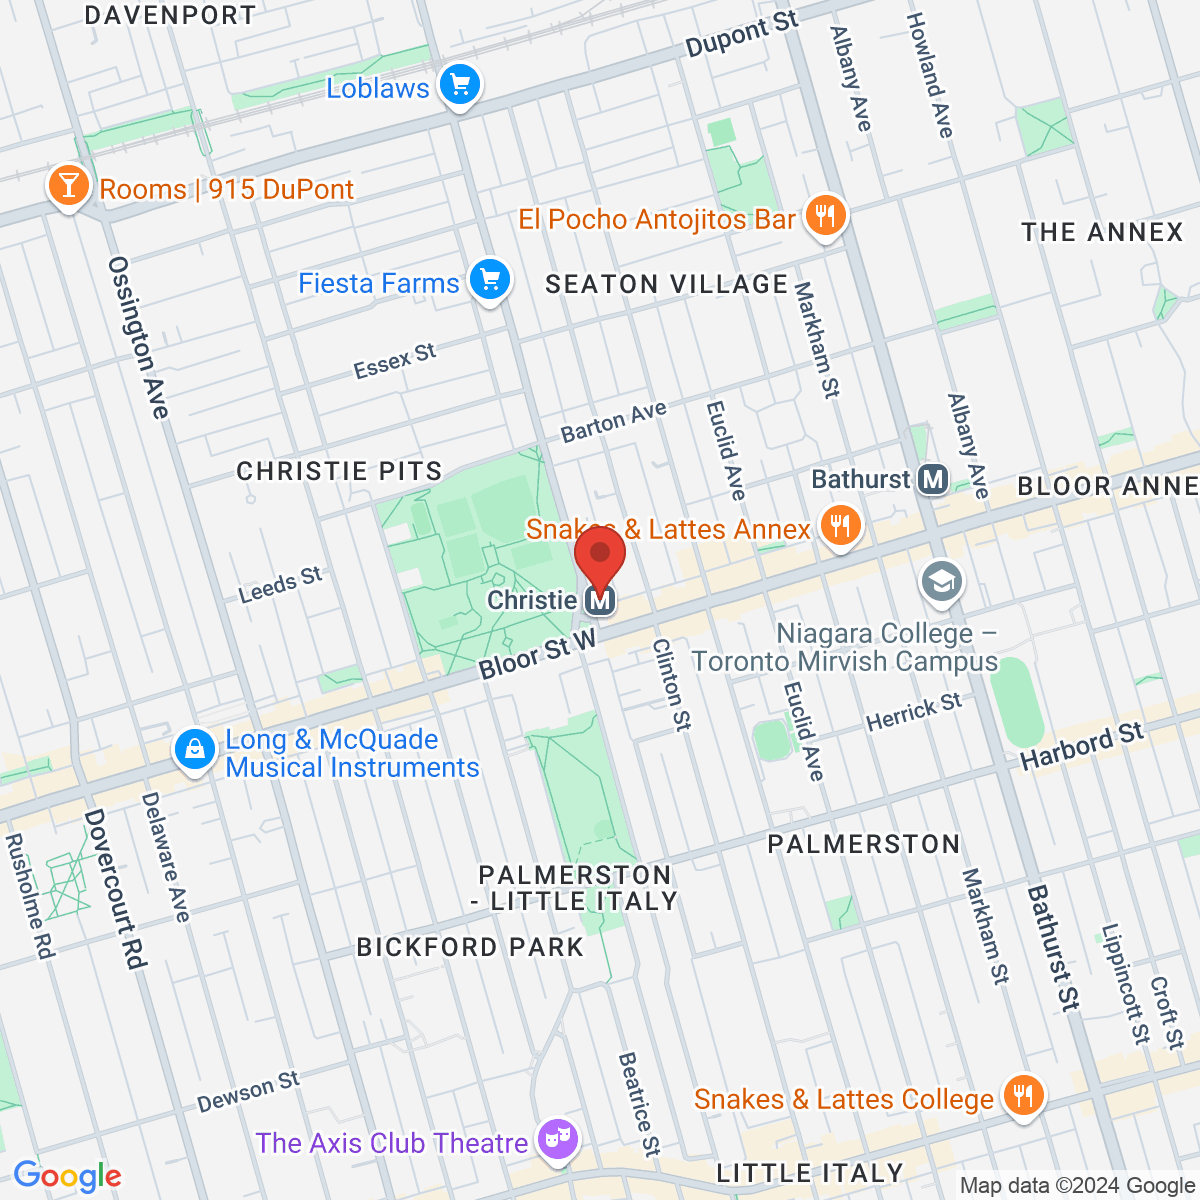 DAVENPORT
Dupont St
Albany Ave
Howland Ave
Loblaws
Rooms | 915 DuPont
El Pocho Antojitos Bar
THE ANNEX
Ossington Ave
Fiesta Farms
SEATON VILLAGE
Markham St
Essex St
Barton Ave
Euclid Ave
Albany Ave
CHRISTIE PITS
Bathurst
M
BLOOR ANNE
Snakes & Lattes Annex
Leeds St
Christie
M
Bloor St W
Niagara College –
Toronto Mirvish Campus
Clinton St
Euclid Ave
Herrick St
Harbord St
Long & McQuade
Musical Instruments
Delaware Ave
Dovercourt Rd
Rusholme Rd
PALMERSTON
PALMERSTON
- LITTLE ITALY
BICKFORD PARK
Markham St
Bathurst St
Lippincott St
Croft St
Dewson St
Beatrice St
Snakes & Lattes College
The Axis Club Theatre
LITTLE ITALY
Google
Map data ©2024 Google